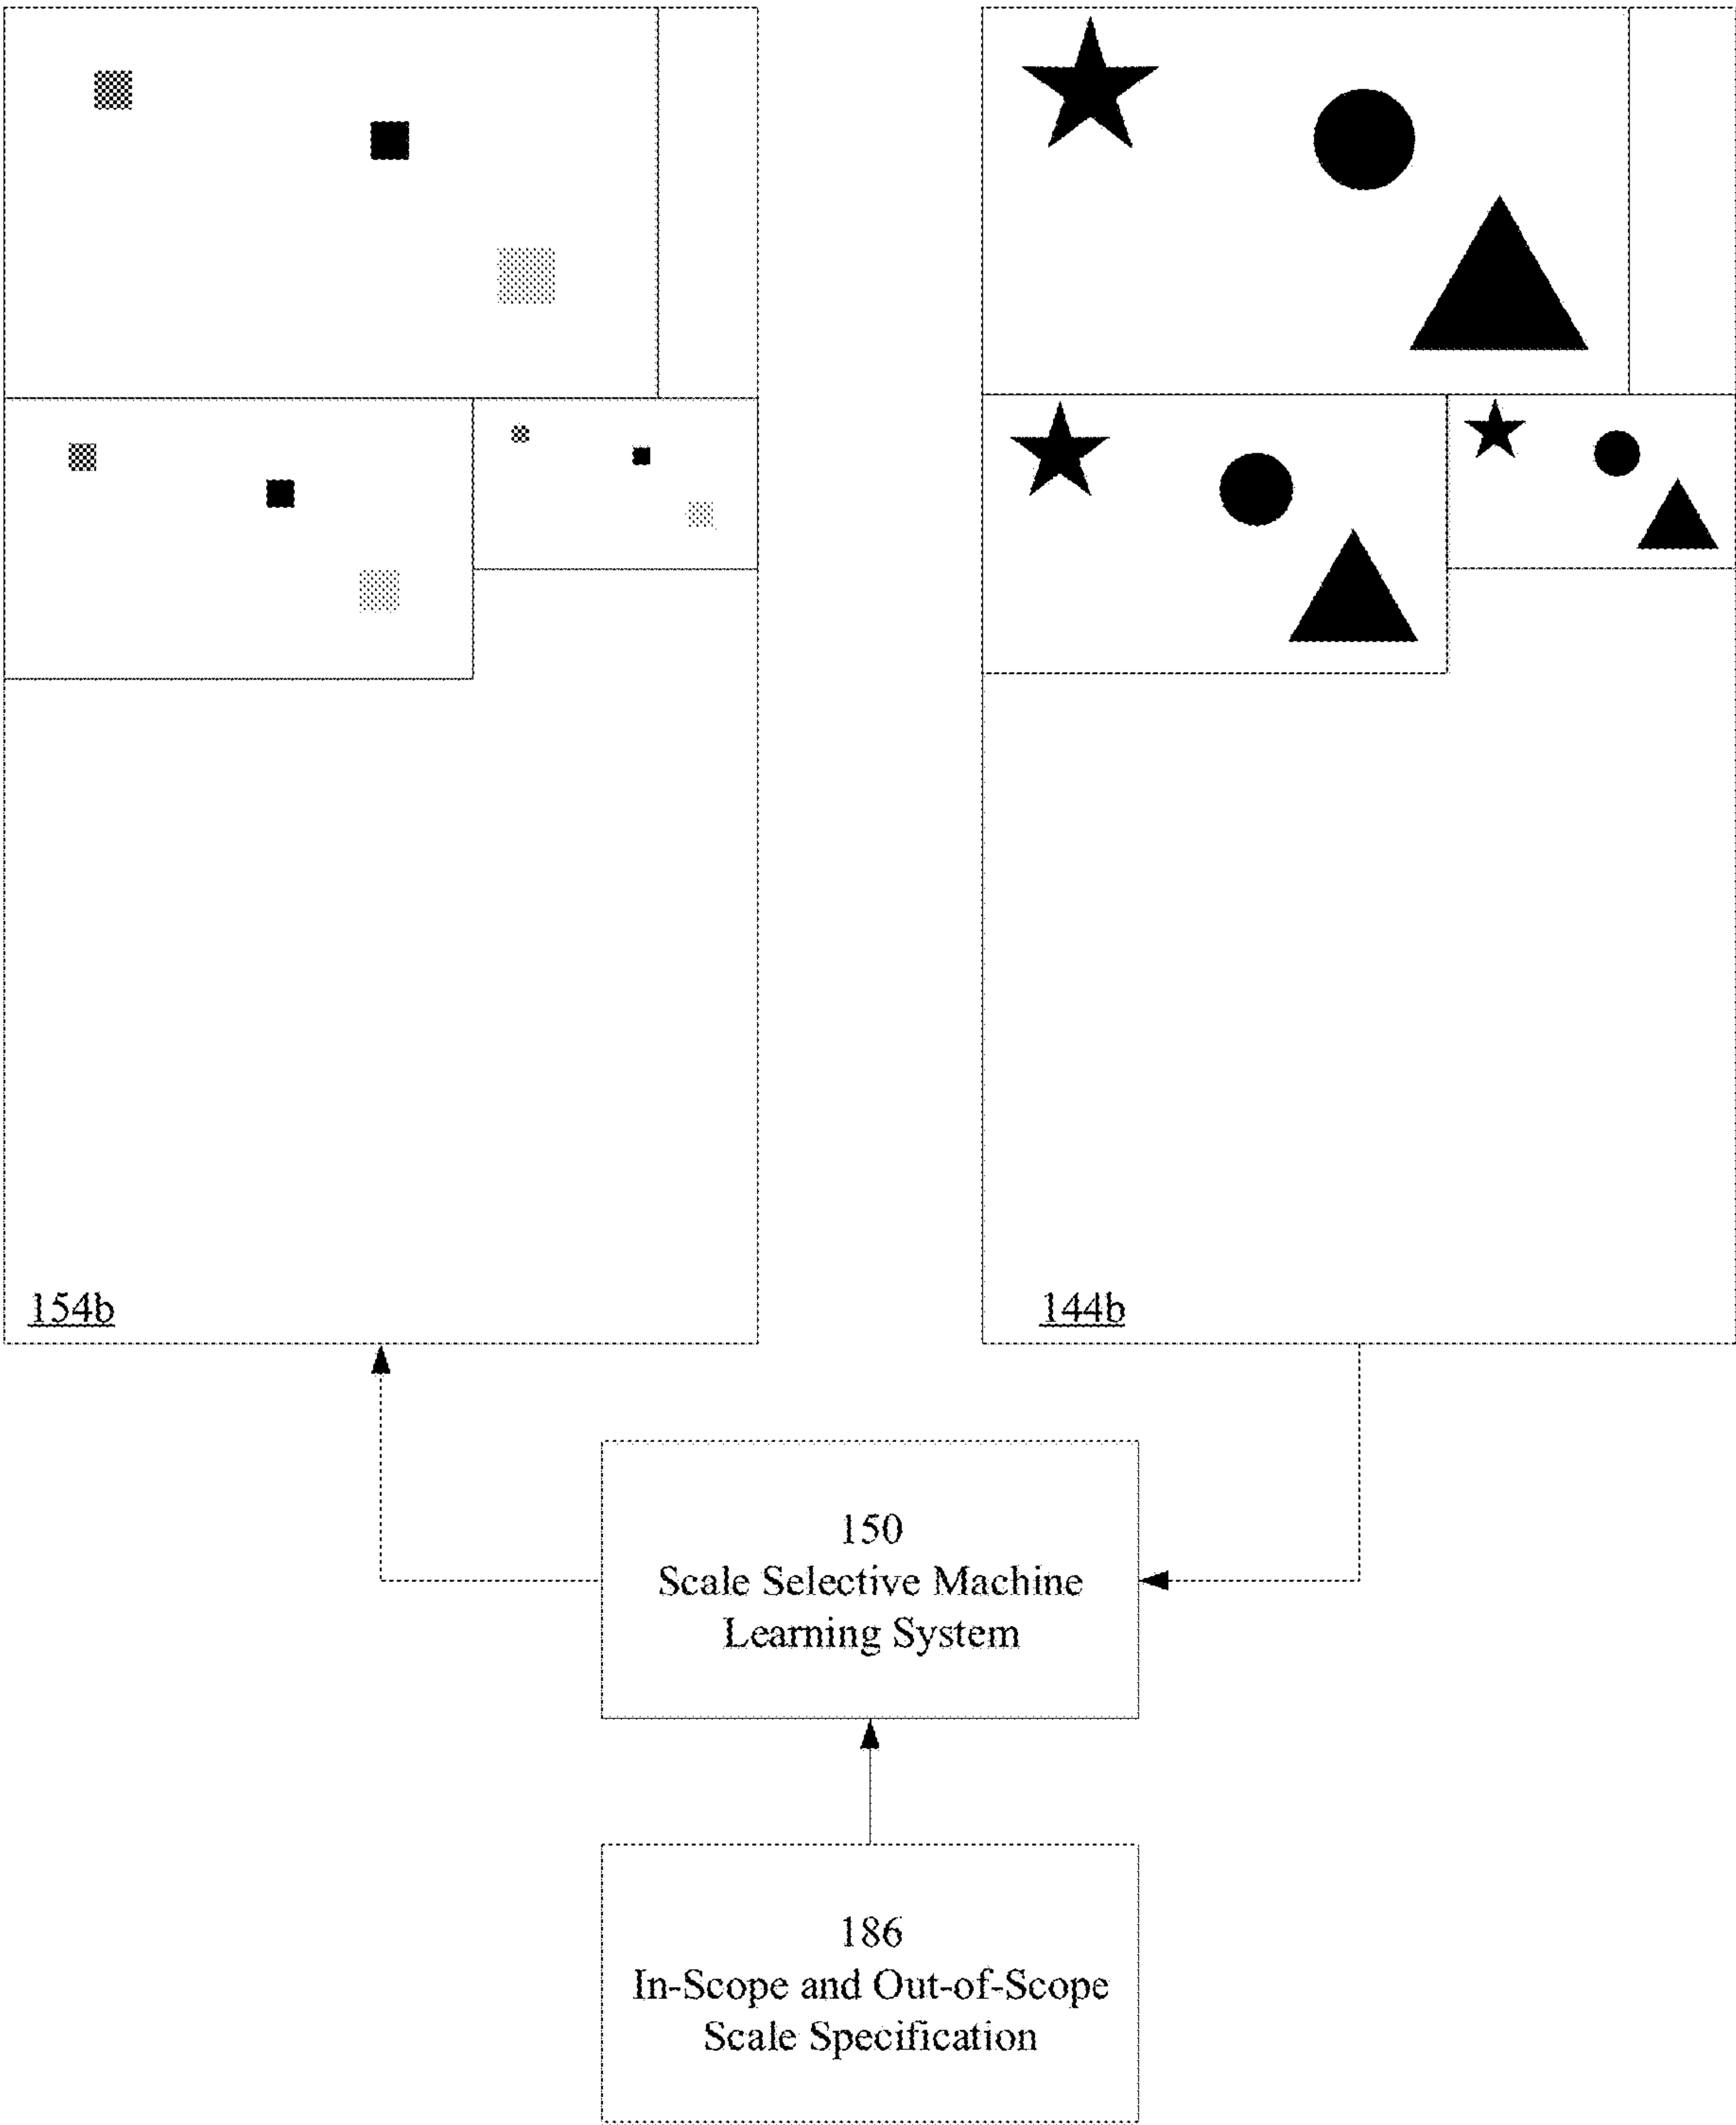 154b
144b
150
Scale Selective Machine
Learning System
186
In-Scope and Out-of-Scope
Scale Specification